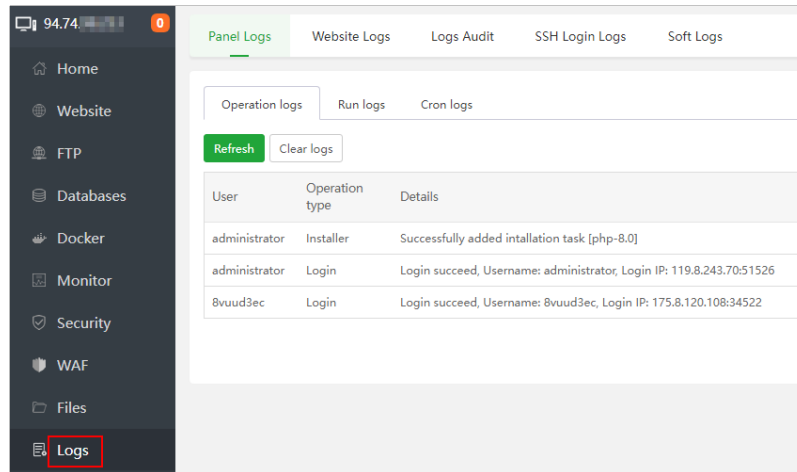 94.74.
0
Home
Website
FTP
Databases
Docker
Monitor
Security
WAF
Files
Logs
Panel Logs Website Logs Logs Audit SSH Login Logs Soft Logs
Operation logs Run logs Cron logs
Refresh Clear logs
User Operation type Details
administrator Installer Successfully added intallation task [php-8.0]
administrator Login Login succeed, Username: administrator, Login IP: 119.8.243.70:51526
8vuud3ec Login Login succeed, Username: 8vuud3ec, Login IP: 175.8.120.108:34522